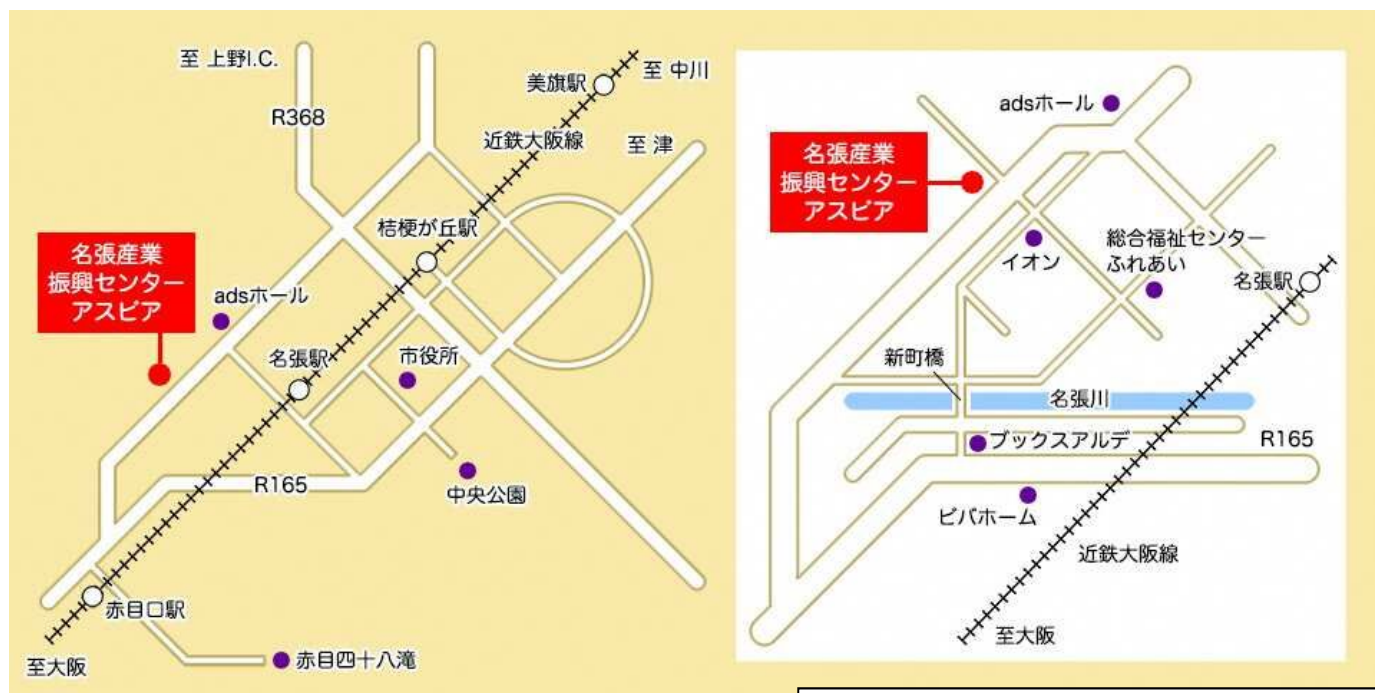 至 上野I.C.
R368
美旗駅
至 中川
近鉄大阪線
至 津
桔梗が丘駅
名張産業
振興センター
アスピア
adsホール
名張駅
市役所
R165
中央公園
赤目口駅
至大阪
赤目四十八滝
adsホール
名張産業
振興センター
アスピア
イオン
総合福祉センター
ふれあい
名張駅
新町橋
名張川
ブックスアルデ
R165
ビバホーム
近鉄大阪線
至大阪